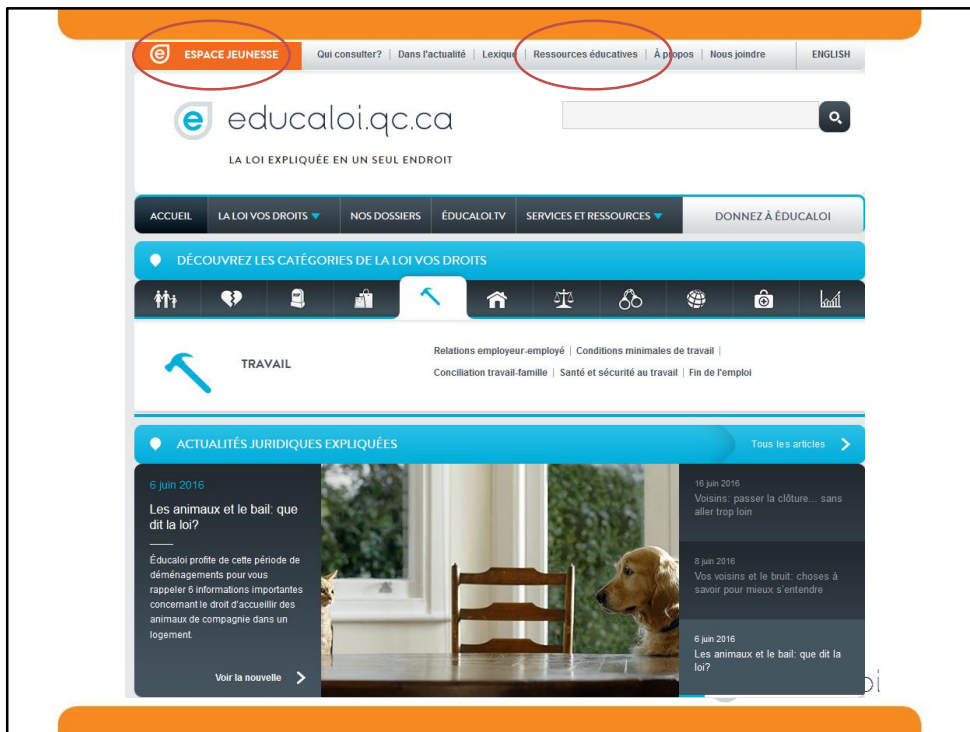 ESPACE JEUNESSE
Qui consulter? | Dans l'actualité | Lexique | Ressources éducatives | À propos | Nous joindre
ENGLISH
educaloi.qc.ca
LA LOI EXPLIQUÉE EN UN SEUL ENDROIT
ACCUEIL
LA LOI VOS DROITS
NOS DOSSIERS
ÉDUCALOI.TV
SERVICES ET RESSOURCES
DONNEZ À ÉDUCALOI
DÉCOUVREZ LES CATÉGORIES DE LA LOI VOS DROITS
TRAVAIL
Relations employeur-employé | Conditions minimales de travail |
Conciliation travail-famille | Santé et sécurité au travail | Fin de l'emploi
ACTUALITÉS JURIDIQUES EXPLIQUÉES
Tous les articles
6 juin 2016
Les animaux et le bail: que
dit la loi?
Éducaloi profite de cette période de
déménagements pour vous
rappeler 6 informations importantes
concernant le droit d'accueillir des
animaux de compagnie dans un
logement.
Voir la nouvelle
16 juin 2016
Voisins: passer la clôture... sans
aller trop loin
8 juin 2016
Vos voisins et le bruit: choses à
savoir pour mieux s'entendre
6 juin 2016
Les animaux et le bail: que dit la
loi?